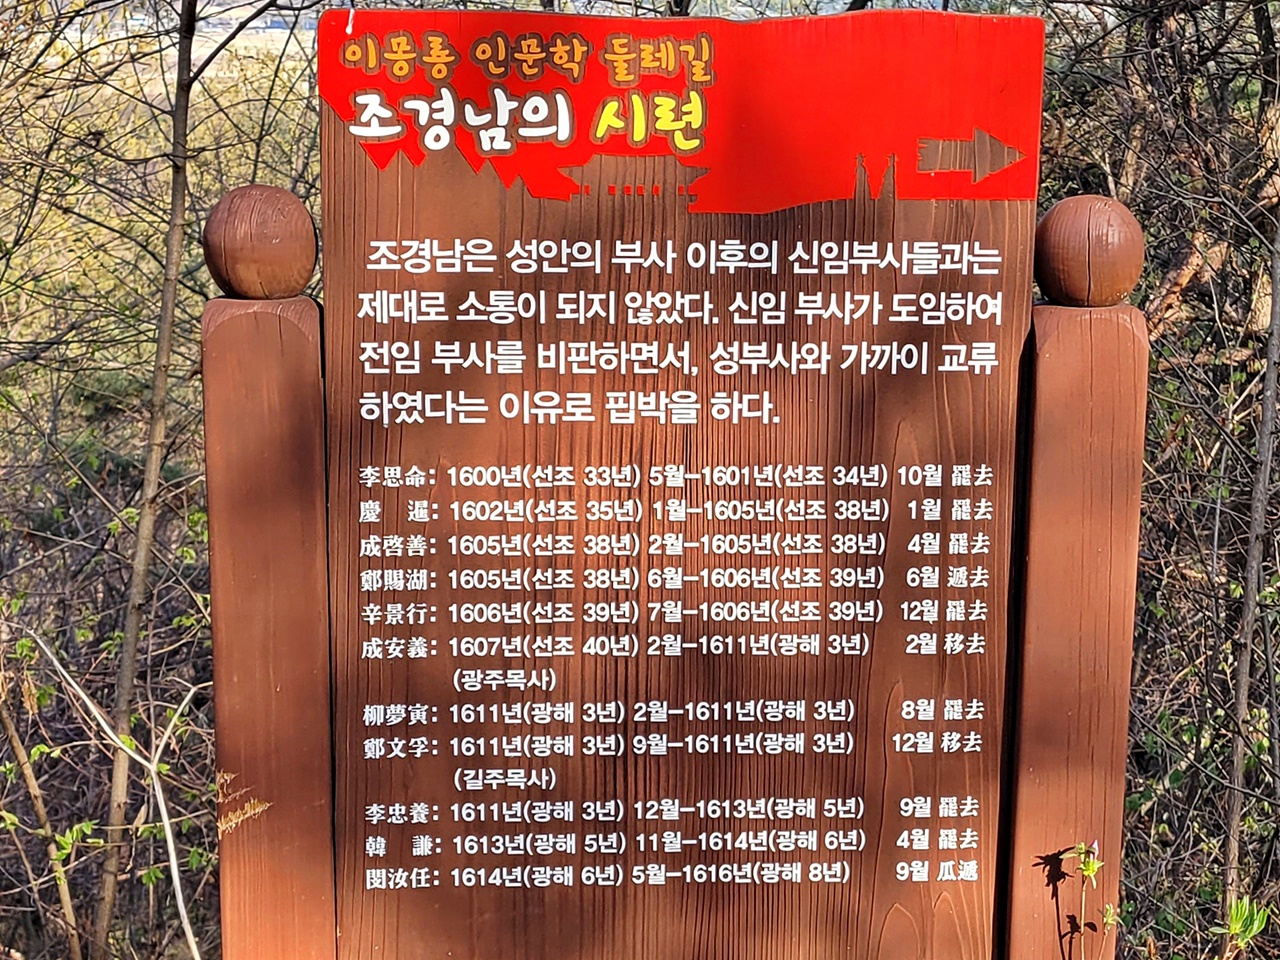 이몽룡 인문학 둘레길
조경남의 시련
조경남은 성안의 부사 이후의 신임부사들과는
제대로 소통이 되지 않았다. 신임 부사가 도임하여
전임 부사를 비판하면서, 성부사와 가까이 교류
하였다는 이유로 핍박을 하다.
李思命: 1600년(선조 33년) 5월-1601년(선조 34년) 10월 罷去
慶 暹: 1602년(선조 35년) 1월-1605년(선조 38년) 1월 罷去
成啓善: 1605년(선조 38년) 2월-1605년(선조 38년) 4월 罷去
鄭賜湖: 1605년(선조 38년) 6월-1606년(선조 39년) 6월 遞去
辛景行: 1606년(선조 39년) 7월-1606년(선조 39년) 12월 罷去
成安義: 1607년(선조 40년) 2월-1611년(광해 3년) 2월 移去
(광주목사)
柳夢寅: 1611년(광해 3년) 2월-1611년(광해 3년) 8월 罷去
鄭文孚: 1611년(광해 3년) 9월-1611년(광해 3년) 12월 移去
(길주목사)
李忠養: 1611년(광해 3년) 12월-1613년(광해 5년) 9월 罷去
韓 謙: 1613년(광해 5년) 11월-1614년(광해 6년) 4월 罷去
閔汝任: 1614년(광해 6년) 5월-1616년(광해 8년) 9월 瓜遞